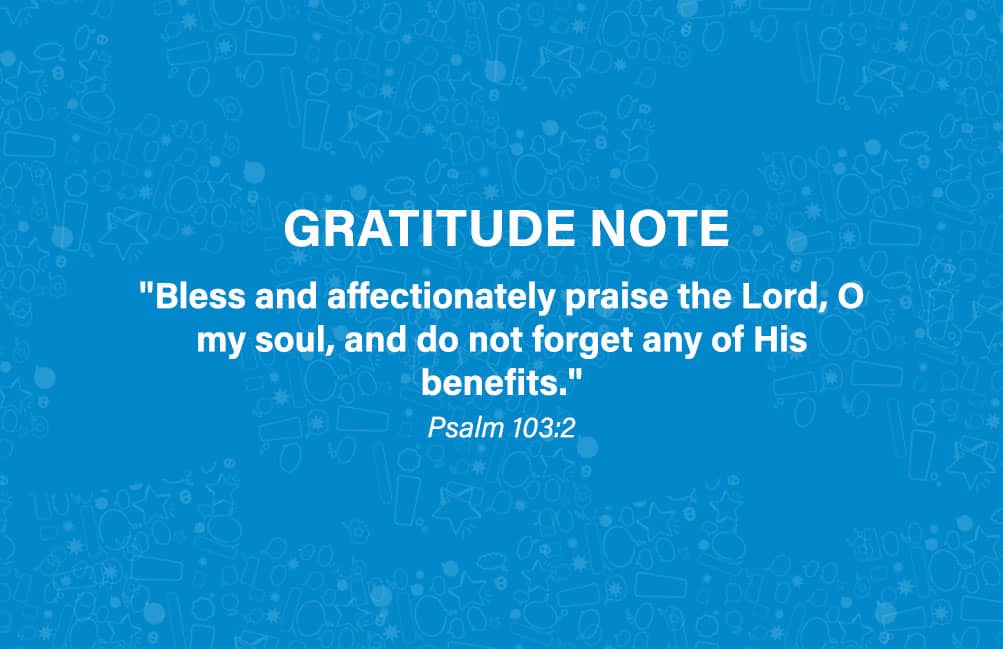 GRATITUDE NOTE
"Bless and affectionately praise the Lord, O
my soul, and do not forget any of His
benefits."
Psalm 103:2